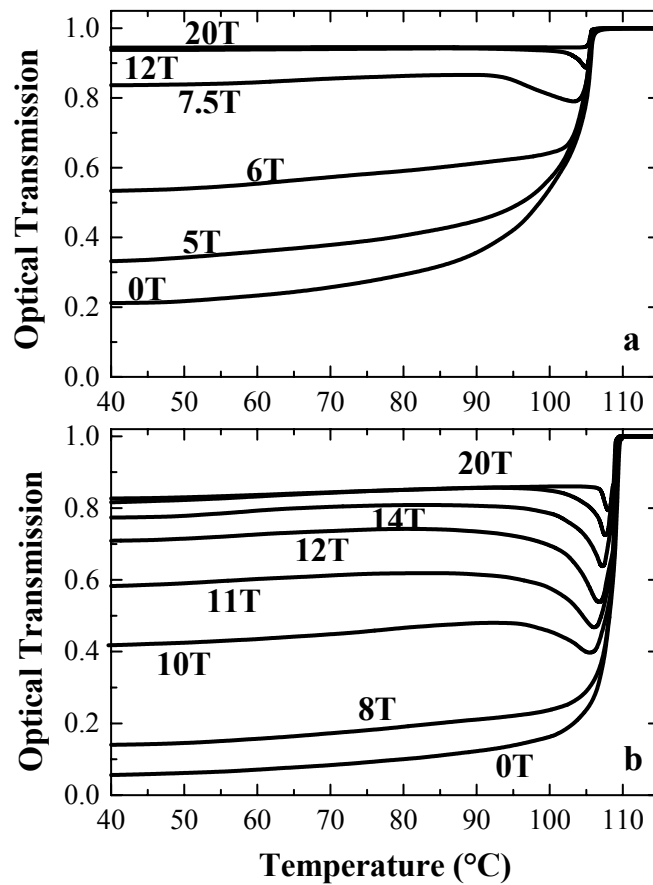 20T
1.0
12T
0.8
7.5T
0.6
6T
0.4
5T
0.2
0T
0.0
a
Optical Transmission
40 50 60 70 80 90 100 110
1.0
20T
0.8
14T
12T
0.6
11T
0.4
10T
0.2
8T
0T
0.0
b
Optical Transmission
40 50 60 70 80 90 100 110
Temperature (°C)